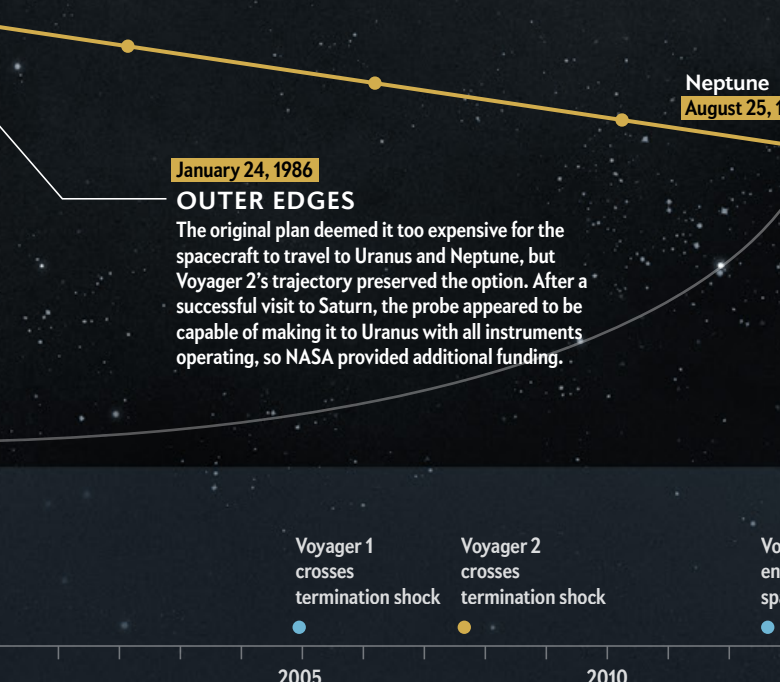 Neptune
August 25, 1
January 24, 1986
OUTER EDGES
The original plan deemed it too expensive for the
spacecraft to travel to Uranus and Neptune, but
Voyager 2’s trajectory preserved the option. After a
successful visit to Saturn, the probe appeared to be
capable of making it to Uranus with all instruments
operating, so NASA provided additional funding.
Voyager 1
crosses
termination shock
Voyager 2
crosses
termination shock
2005
2010